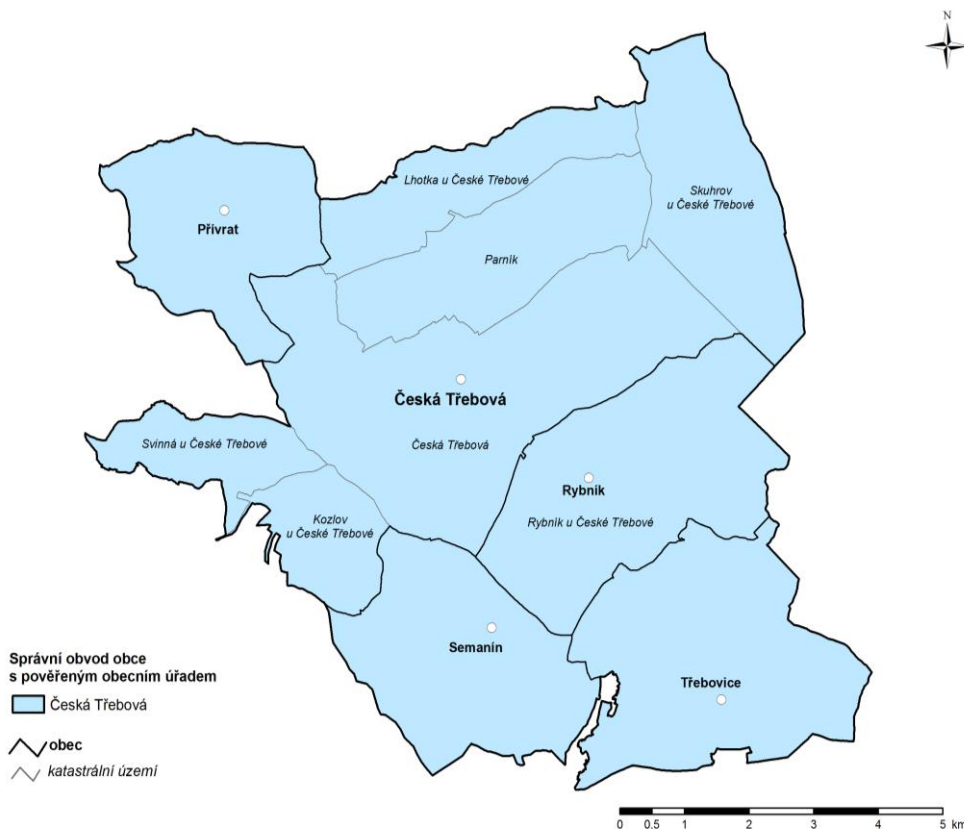 N
Lhotka u České Třebové
Skuhrov
u České Třebové
Přívrat
Parník
Česká Třebová
Svinná u České Třebové
Česká Třebová
Rybník
Kozlov
u České Třebové
Rybník u České Třebové
Semanín
Třebovice
Správní obvod obce
s pověřeným obecním úřadem
Česká Třebová
obec
katastrální území
0 0.5 1 2 3 4 5 km